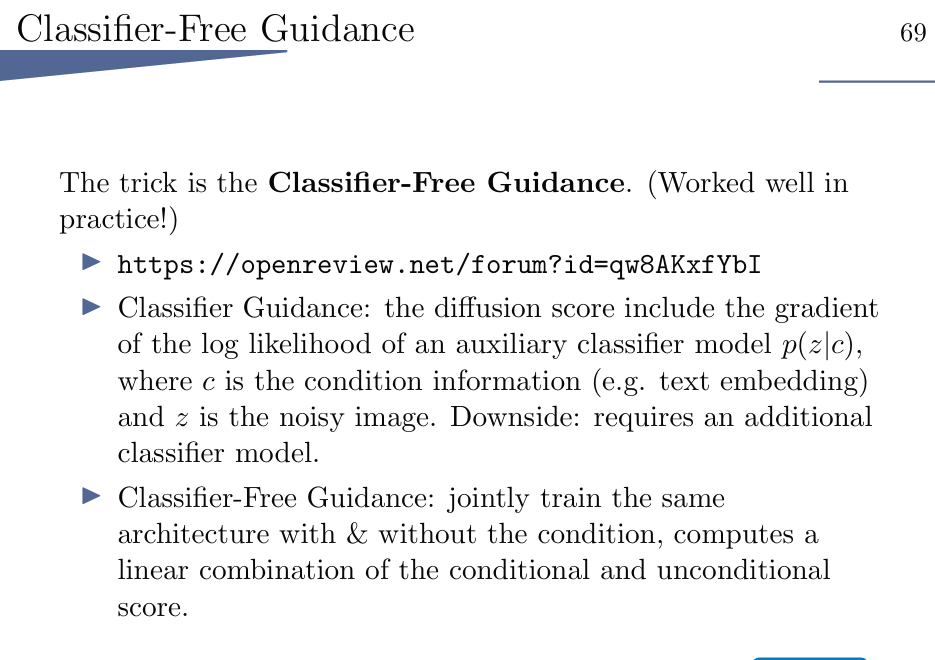 Classifier-Free Guidance
69
The trick is the Classifier-Free Guidance. (Worked well in
practice!)
▶ https://openreview.net/forum?id=qw8AKxfYbI
▶ Classifier Guidance: the diffusion score include the gradient
of the log likelihood of an auxiliary classifier model p(z|c),
where c is the condition information (e.g. text embedding)
and z is the noisy image. Downside: requires an additional
classifier model.
▶ Classifier-Free Guidance: jointly train the same
architecture with & without the condition, computes a
linear combination of the conditional and unconditional
score.